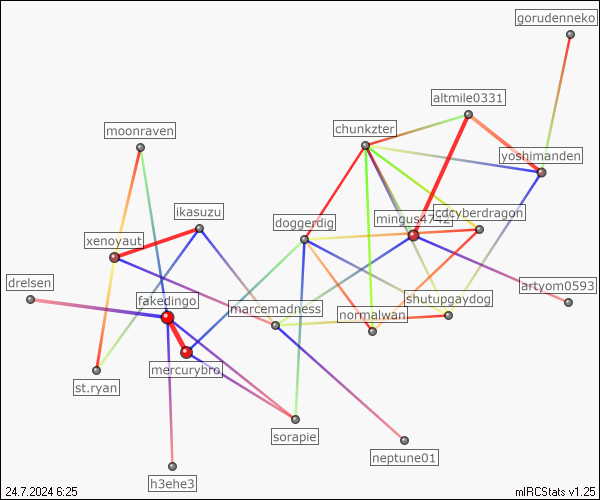 gorudenneko
altmile0331
chunkzter
moonraven
yoshimanden
ikasuzu
doggerdig
mingus4742
lcdcyberdragon
xenoyaut
drelsen
artyom0593
fakedingo
shutupgaydog
marcemadness
normalwan
mercurybro
st.ryan
sorapie
neptune01
h3ehe3
24.7.2024 6:25
mIRCStats v1.25